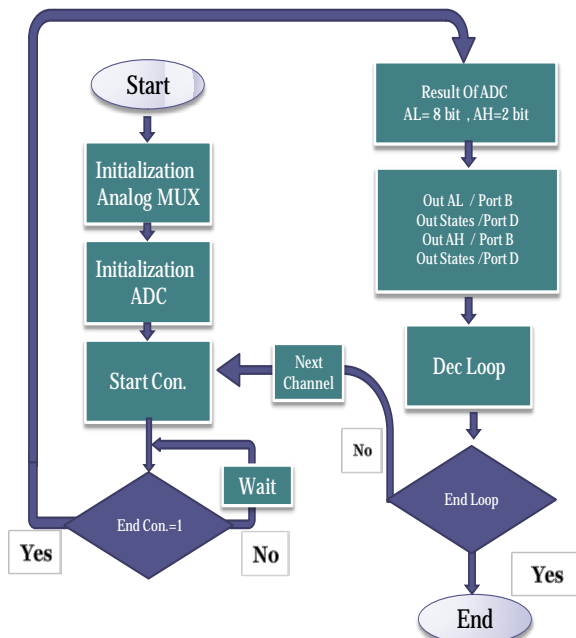 Start
Initialization
Analog MUX
Initialization
ADC
Start Con.
End Con.=1
Wait
Yes
No
Result Of ADC
AL= 8 bit , AH=2 bit
Out AL / Port B
Out States /Port D
Out AH / Port B
Out States /Port D
Dec Loop
End Loop
No
Next
Channel
Yes
End